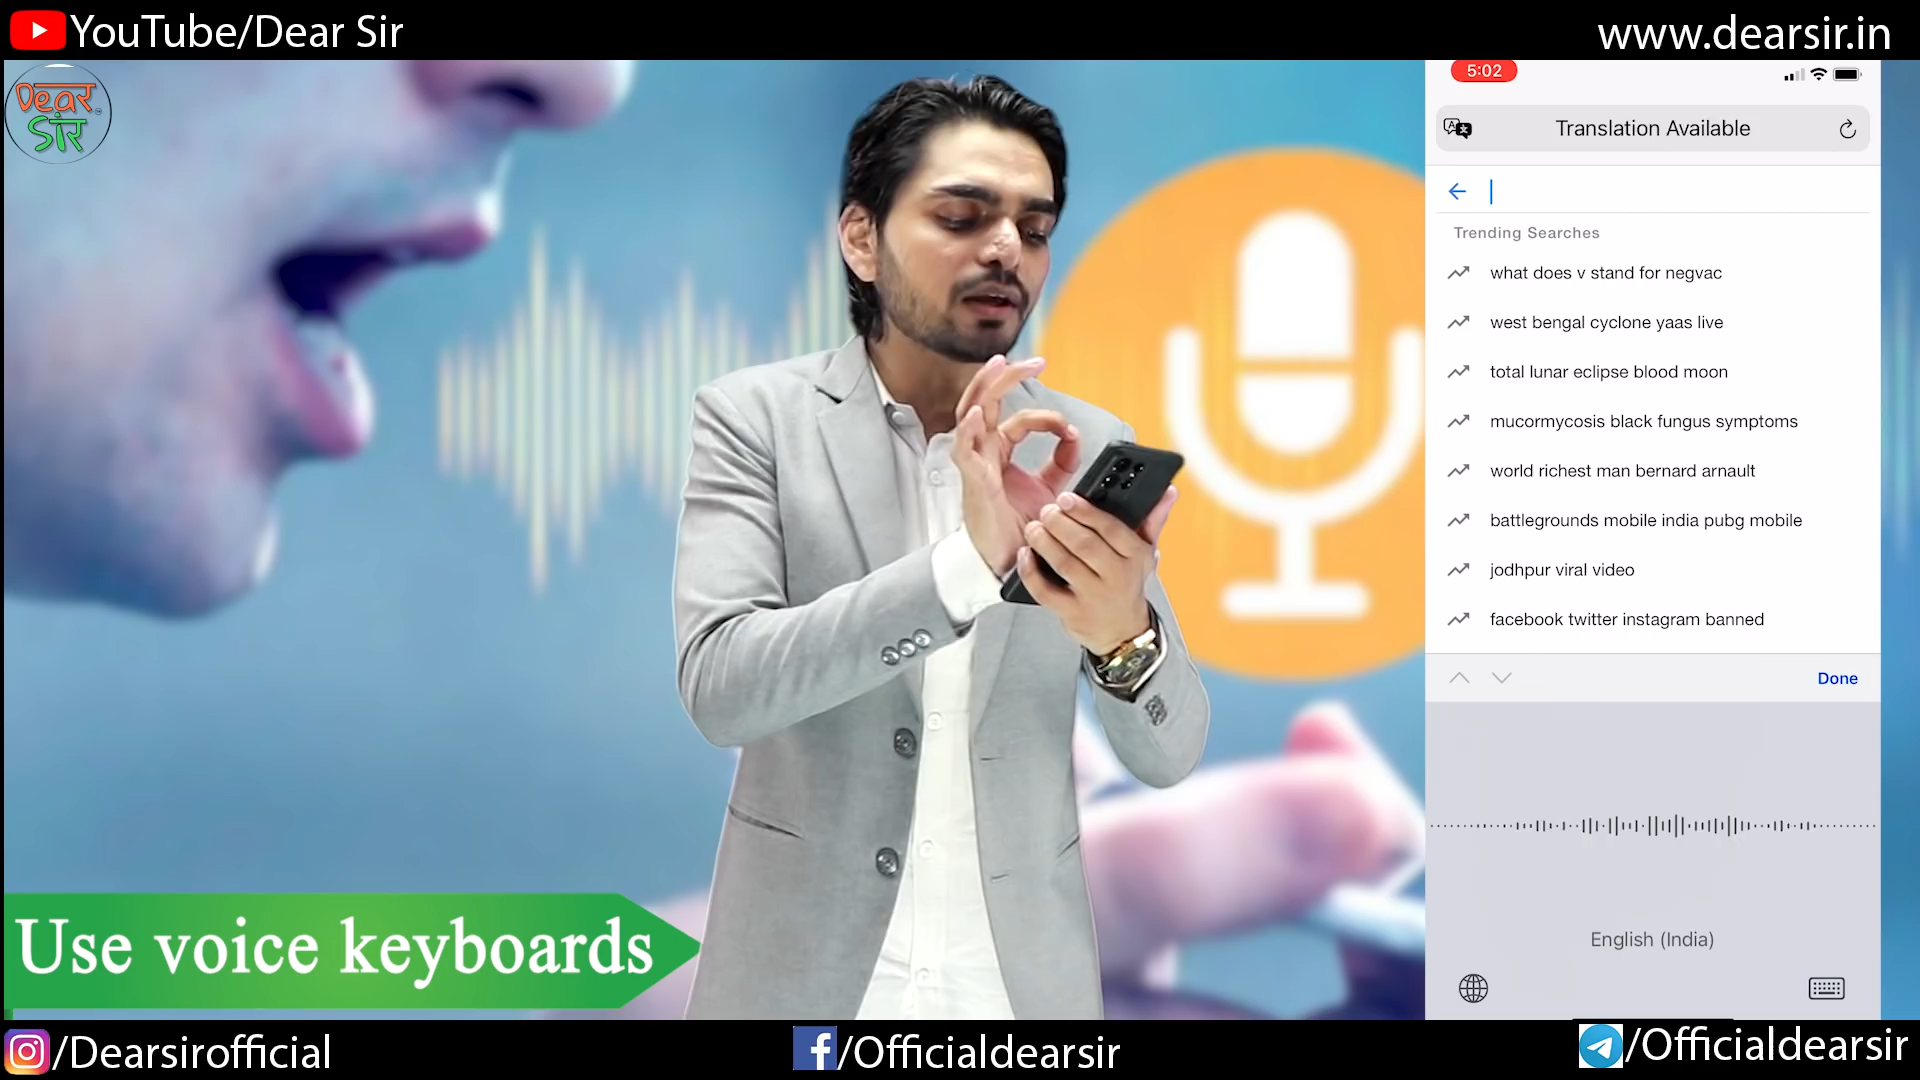 YouTube/Dear Sir
www.dearsir.in
Dear
सर
5:02
Translation Available
Trending Searches
what does v stand for negvac
west bengal cyclone yaas live
total lunar eclipse blood moon
mucormycosis black fungus symptoms
world richest man bernard arnault
battlegrounds mobile india pubg mobile
jodhpur viral video
facebook twitter instagram banned
Done
English (India)
Use voice keyboards
/Dearsirofficial
/Officialdearsir
/Officialdearsir